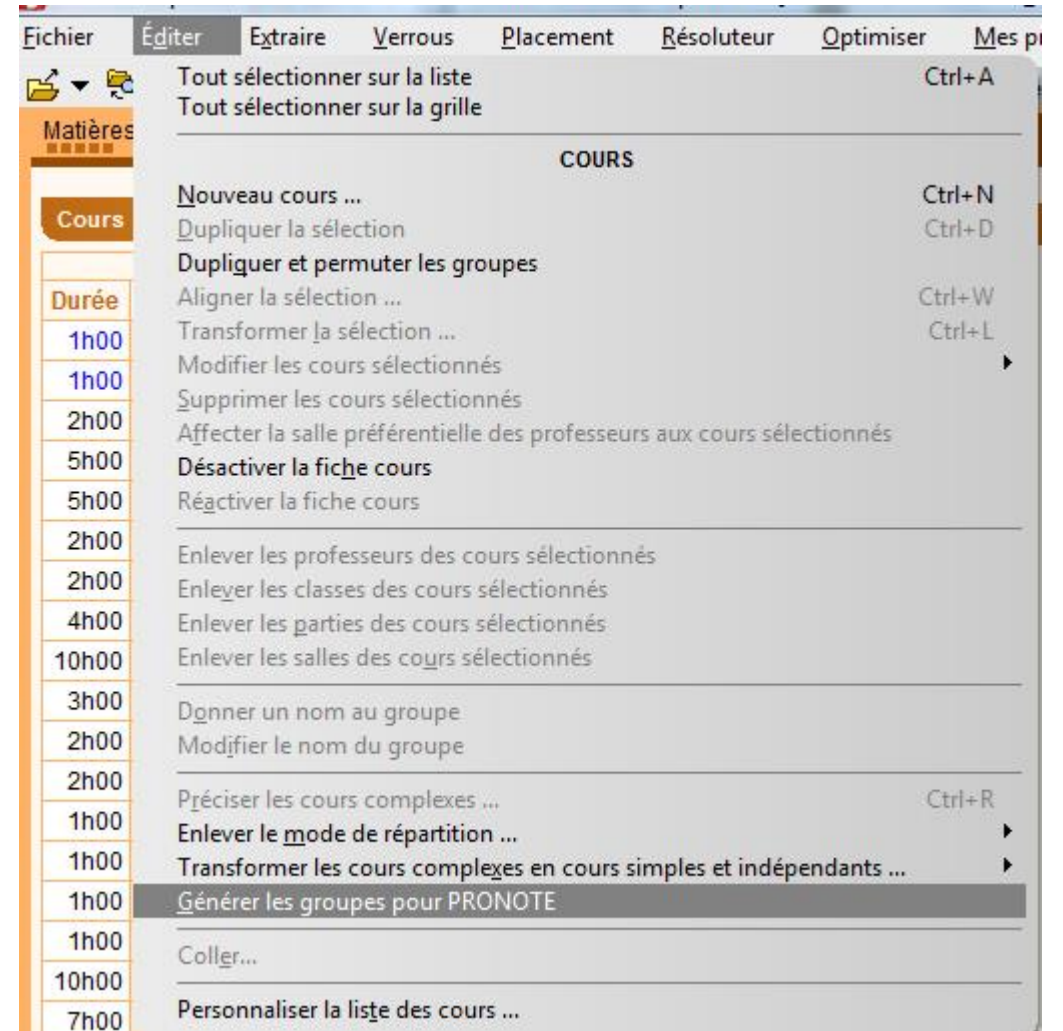 Fichier Éditer Extraire Verrous Placement Résoluteur Optimiser Mes p
Tout sélectionner sur la liste Ctrl+A
Tout sélectionner sur la grille
Matières
COURS
Nouveau cours ... Ctrl+N
Cours
Dupliquer la sélection Ctrl+D
Dupliquer et permuter les groupes
Durée
Aligner la sélection ... Ctrl+W
1h00
Transformer la sélection ... Ctrl+L
1h00
Modifier les cours sélectionnés
Supprimer les cours sélectionnés
2h00
Affecter la salle préférentielle des professeurs aux cours sélectionnés
5h00
Désactiver la fiche cours
5h00
Réactiver la fiche cours
2h00
Enlever les professeurs des cours sélectionnés
2h00
Enlever les classes des cours sélectionnés
4h00
Enlever les parties des cours sélectionnés
10h00
Enlever les salles des cours sélectionnés
3h00
Donner un nom au groupe
2h00
Modifier le nom du groupe
2h00
Préciser les cours complexes ... Ctrl+R
1h00
Enlever le mode de répartition ...
1h00
Transformer les cours complexes en cours simples et indépendants ...
1h00
Générer les groupes pour PRONOTE
1h00
Coller...
10h00
7h00
Personnaliser la liste des cours ...